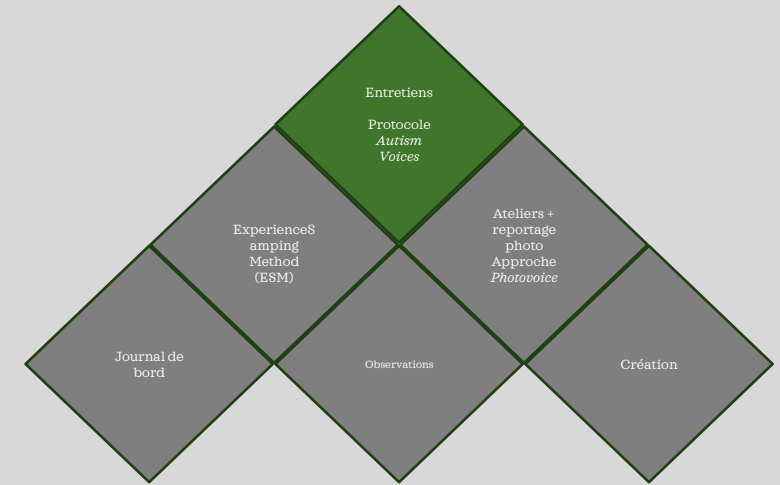 Entretiens
Protocole
Autism
Voices
ExperienceS
amping
Method
(ESM)
Ateliers +
reportage
photo
Approche
Photovoice
Journal de
bord
Observations
Création